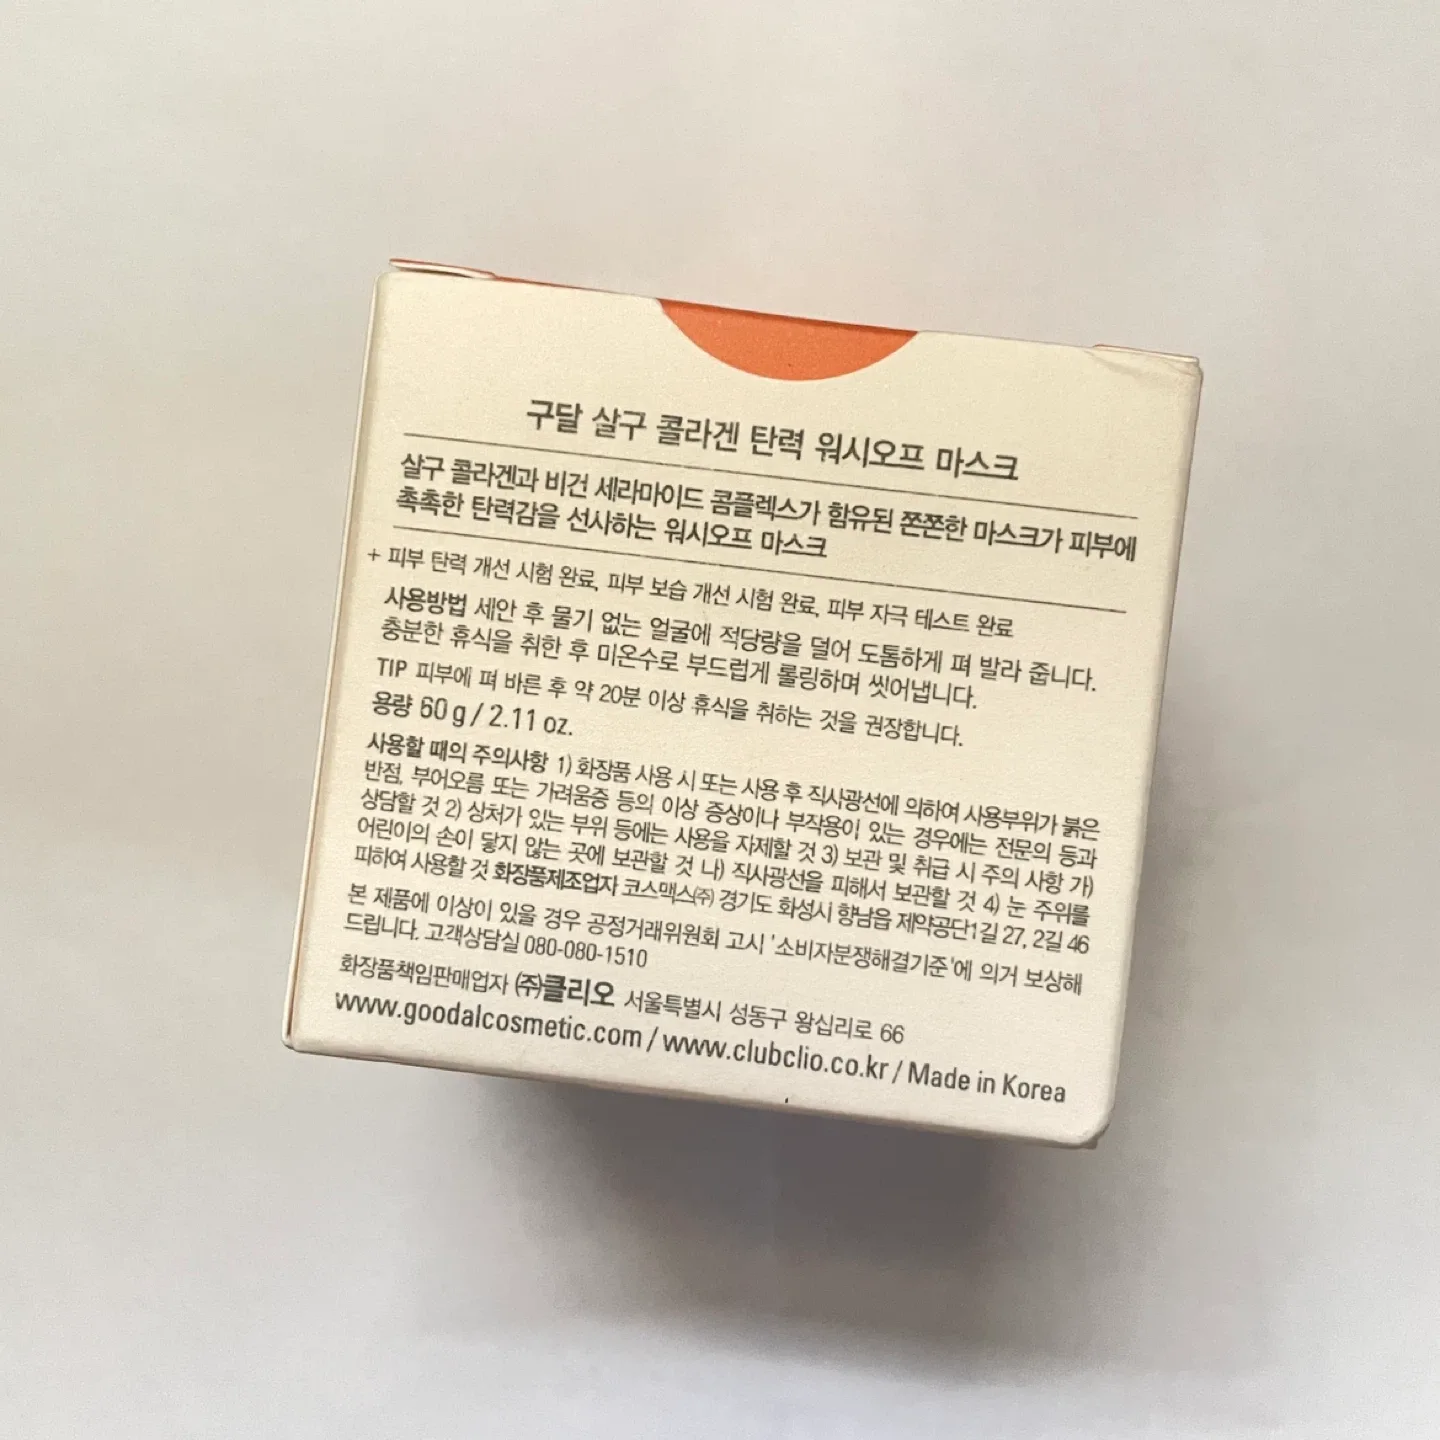 구달 살구 콜라겐 탄력 워시오프 마스크
살구 콜라겐과 비건 세라마이드 콤플렉스가 함유된 쫀쫀한 마스크가 피부에
촉촉한 탄력감을 선사하는 워시오프 마스크
+ 피부 탄력 개선 시험 완료, 피부 보습 개선 시험 완료, 피부 자극 테스트 완료
사용방법 세안 후 물기 없는 얼굴에 적당량을 덜어 도톰하게 펴 발라 줍니다.
충분한 휴식을 취한 후 미온수로 부드럽게 롤링하며 씻어냅니다.
TIP 피부에 펴 바른 후 약 20분 이상 휴식을 취하는 것을 권장합니다.
용량 60 g / 2.11 oz.
사용할 때의 주의사항 1) 화장품 사용 시 또는 사용 후 직사광선에 의하여 사용부위가 붉은
반점, 부어오름 또는 가려움증 등의 이상 증상이나 부작용이 있는 경우에는 전문의 등과
상담할 것 2) 상처가 있는 부위 등에는 사용을 자제할 것 3) 보관 및 취급 시 주의 사항 가)
어린이의 손이 닿지 않는 곳에 보관할 것 나) 직사광선을 피해서 보관할 것 4) 눈 주위를
피하여 사용할 것 화장품제조업자 코스맥스㈜ 경기도 화성시 향남읍 제약공단1길 27, 2길 46
본 제품에 이상이 있을 경우 공정거래위원회 고시 '소비자분쟁해결기준'에 의거 보상해
드립니다. 고객상담실 080-080-1510
화장품책임판매업자 ㈜클리오 서울특별시 성동구 왕십리로 66
www.goodalcosmetic.com / www.clubclio.co.kr / Made in Korea